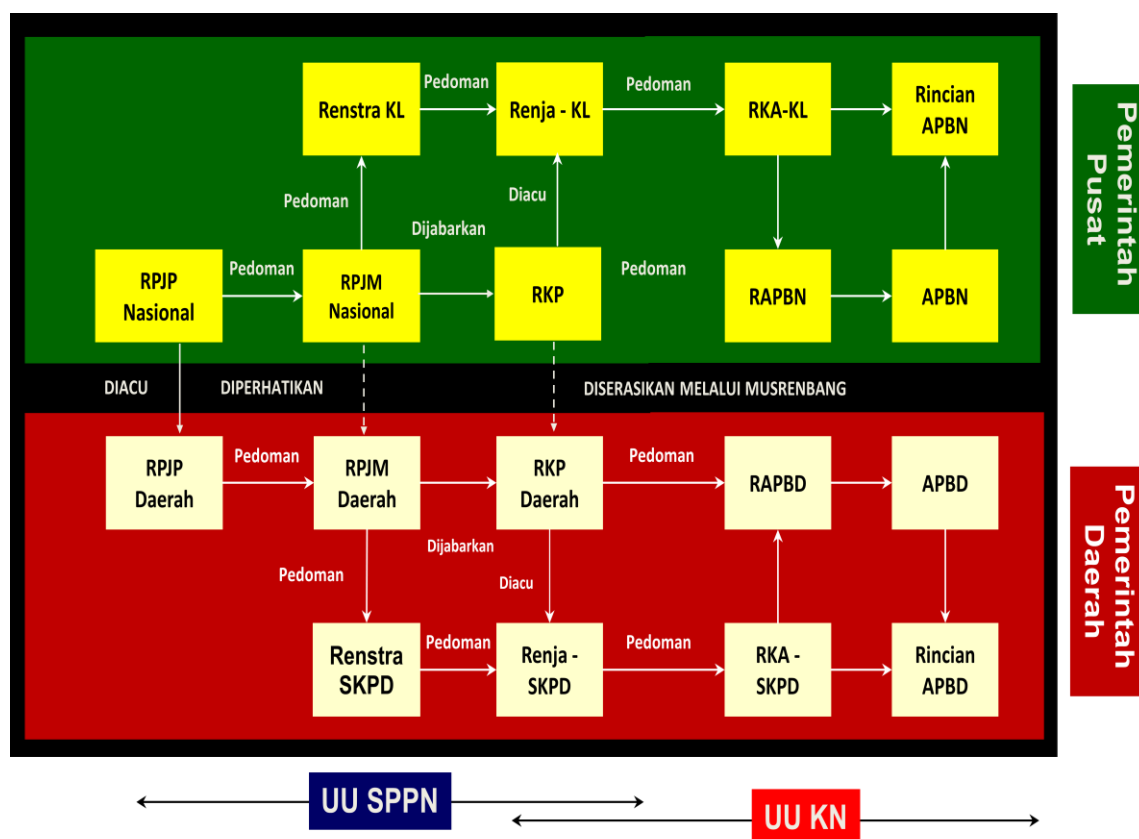 Pedoman
Pedoman
Renstra KL
Renja - KL
RKA-KL
Rincian
APBN
Pedoman
Diacu
Dijabarkan
RPJP
Nasional
Pedoman
RPJM
Nasional
RKP
Pedoman
RAPBN
APBN
Pemerintah
Pusat
DIACU
DIPERHATIKAN
DISERASIKAN MELALUI MUSRENBANG
RPJP
Daerah
Pedoman
RPJM
Daerah
RKP
Daerah
Pedoman
RAPBD
APBD
Dijabarkan
Pedoman
Diacu
Renstra
SKPD
Pedoman
Renja -
SKPD
Pedoman
RKA -
SKPD
Rincian
APBD
Pemerintah
Daerah
UU SPPN
UU KN